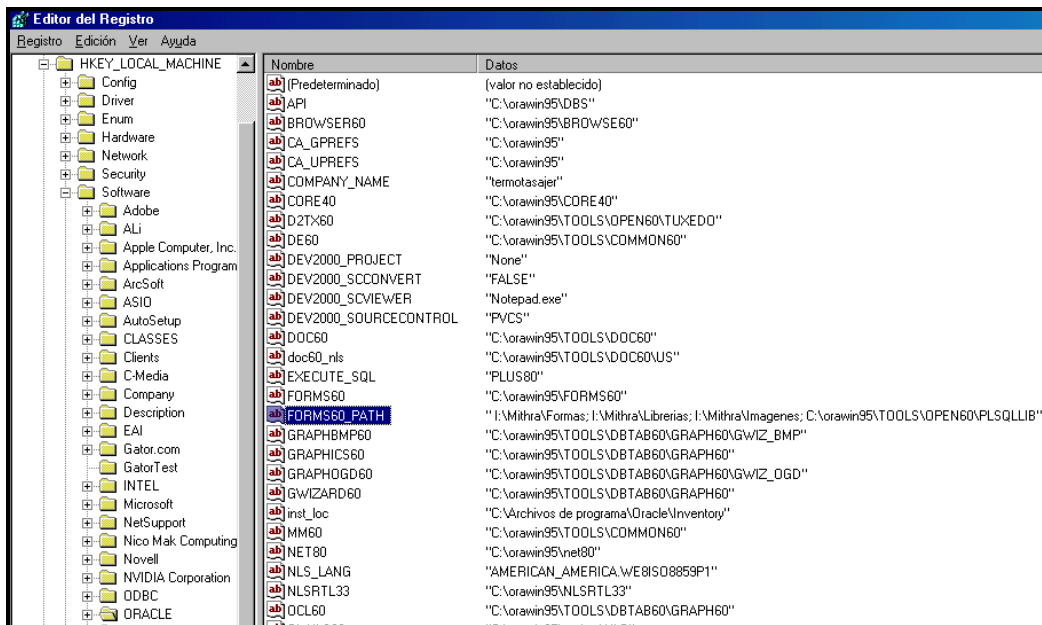 Editor del Registro
Registro Edición Ver Ayuda
HKEY_LOCAL_MACHINE
Config
Driver
Enum
Hardware
Network
Security
Software
Adobe
ALi
Apple Computer, Inc.
Applications Program
ArcSoft
ASIO
AutoSetup
CLASSES
Clients
C-Media
Company
Description
EAI
Gator.com
GatorTest
INTEL
Microsoft
NetSupport
Nico Mak Computing
Novell
NVIDIA Corporation
ODBC
ORACLE
Nombre Datos
(Predeterminado) (valor no establecido)
API "C:\orawin95\DBS"
BROWSER60 "C:\orawin95\BROWSE60"
CA_GPREFS "C:\orawin95"
CA_UPREFS "C:\orawin95"
COMPANY_NAME "termotasajer"
CORE40 "C:\orawin95\CORE40"
D2TX60 "C:\orawin95\TOOLS\OPEN60\TUXEDO"
DE60 "C:\orawin95\TOOLS\COMMON60"
DEV2000_PROJECT "None"
DEV2000_SCCONVERT "FALSE"
DEV2000_SCVIEWER "Notepad.exe"
DEV2000_SOURCECONTROL "PVCS"
DOC60 "C:\orawin95\TOOLS\DOC60"
doc60_nls "C:\orawin95\TOOLS\DOC60\US"
EXECUTE_SQL "PLUS80"
FORMS60 "C:\orawin95\FORMS60"
FORMS60_PATH " I:\Mithra\Formas; I:\Mithra\Librerias; I:\Mithra\Imagenes; C:\orawin95\TOOLS\OPEN60\PLSQLLIB"
GRAPHBMP60 "C:\orawin95\TOOLS\DBTAB60\GRAPH60\GWIZ_BMP"
GRAPHICS60 "C:\orawin95\TOOLS\DBTAB60\GRAPH60"
GRAPHOGD60 "C:\orawin95\TOOLS\DBTAB60\GRAPH60\GWIZ_OGD"
GWIZARD60 "C:\orawin95\TOOLS\DBTAB60\GRAPH60"
inst_loc "C:\Archivos de programa\Oracle\Inventory"
MM60 "C:\orawin95\TOOLS\COMMON60"
NET80 "C:\orawin95\net80"
NLS_LANG "AMERICAN_AMERICA.WE8ISO8859P1"
NLSRTL33 "C:\orawin95\NLSRTL33"
OCL60 "C:\orawin95\TOOLS\DBTAB60\GRAPH60"